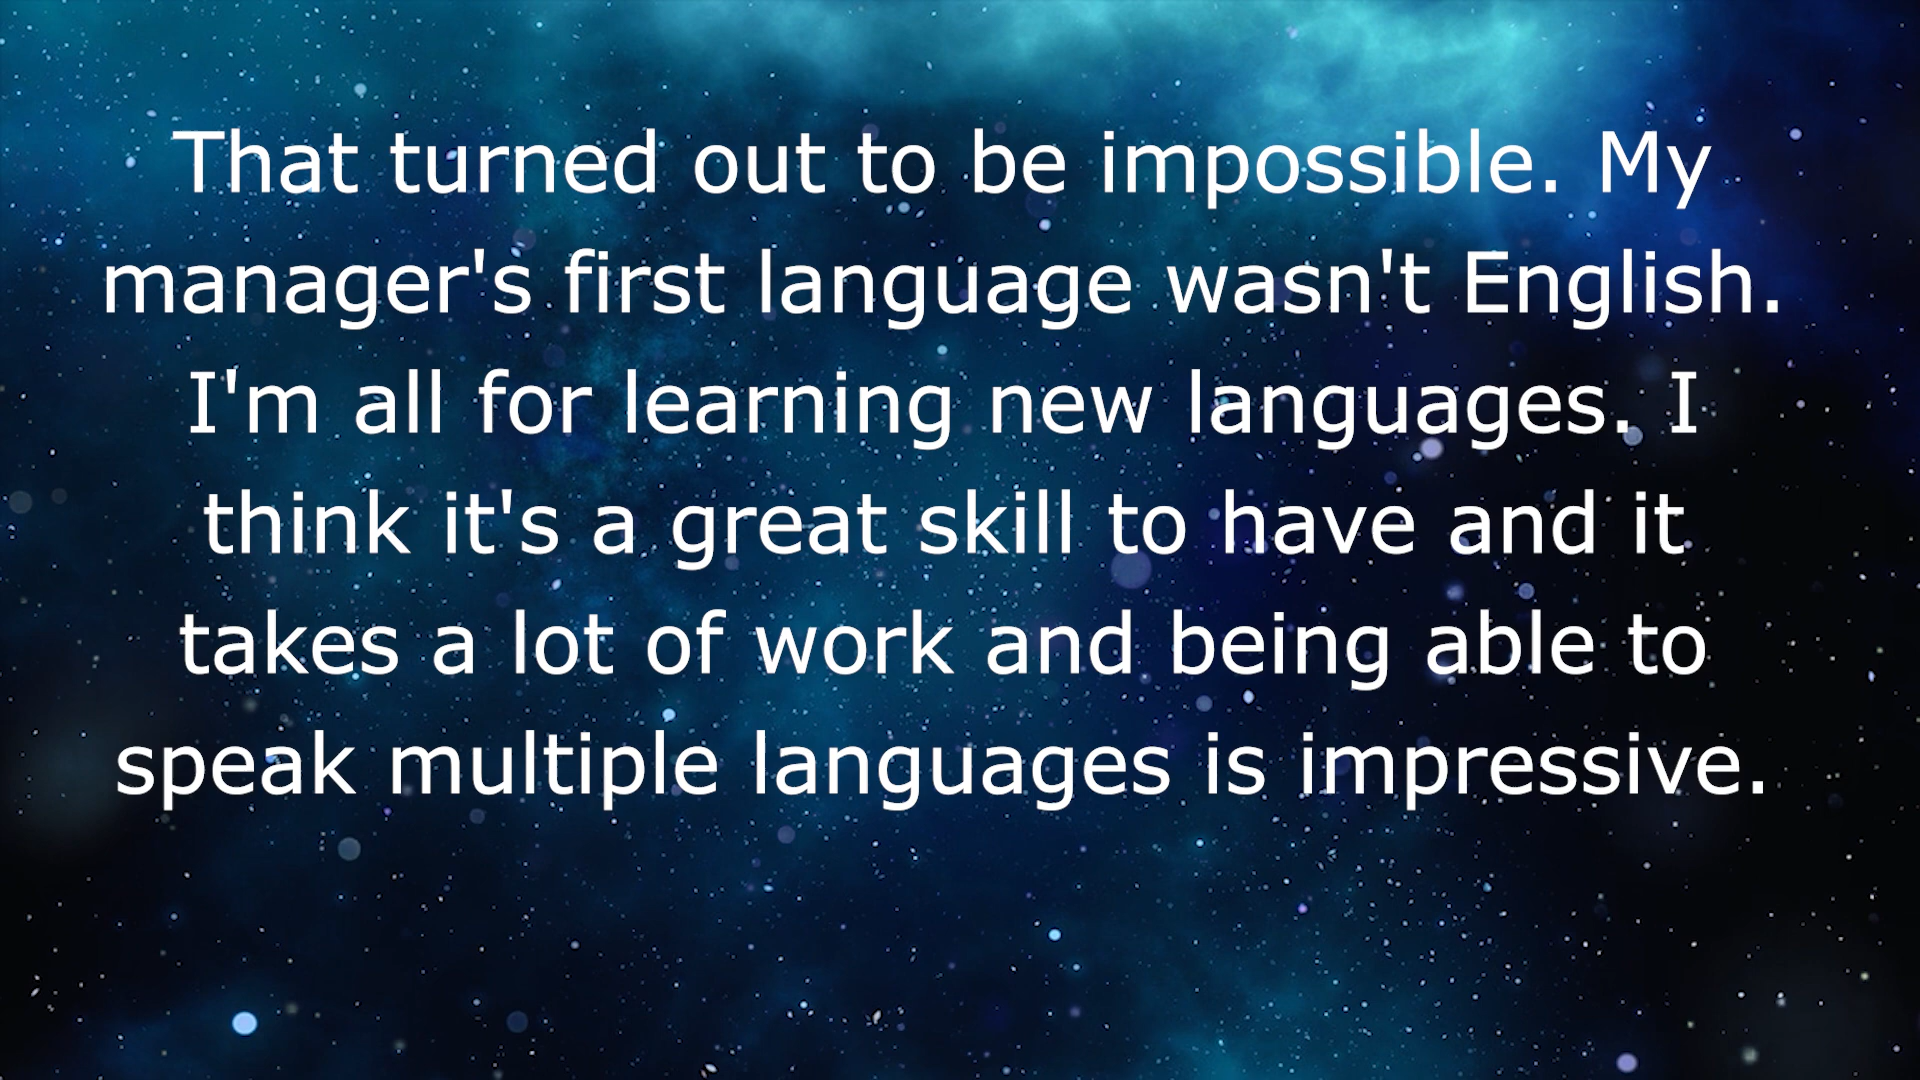 That turned out to be impossible. My
manager's first language wasn't English.
I'm all for learning new languages. I
think it's a great skill to have and it
takes a lot of work and being able to
speak multiple languages is impressive.